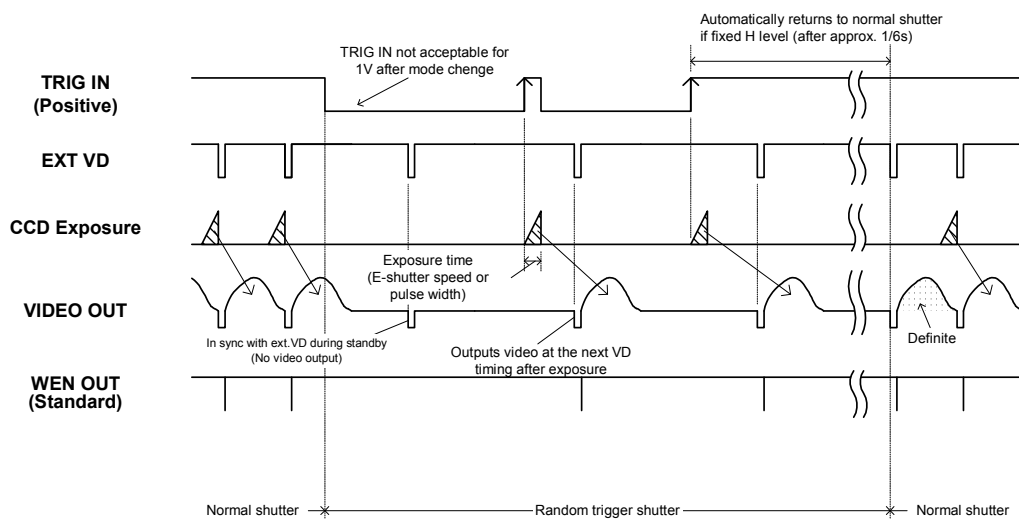 Automatically returns to normal shutter
if fixed H level (after approx. 1/6s)
TRIG IN not acceptable for
1V after mode chenge
TRIG IN
(Positive)
EXT VD
CCD Exposure
Exposure time
(E-shutter speed or
pulse width)
VIDEO OUT
In sync with ext.VD during standby
(No video output)
Outputs video at the next VD
timing after exposure
Definite
WEN OUT
(Standard)
Normal shutter
Random trigger shutter
Normal shutter